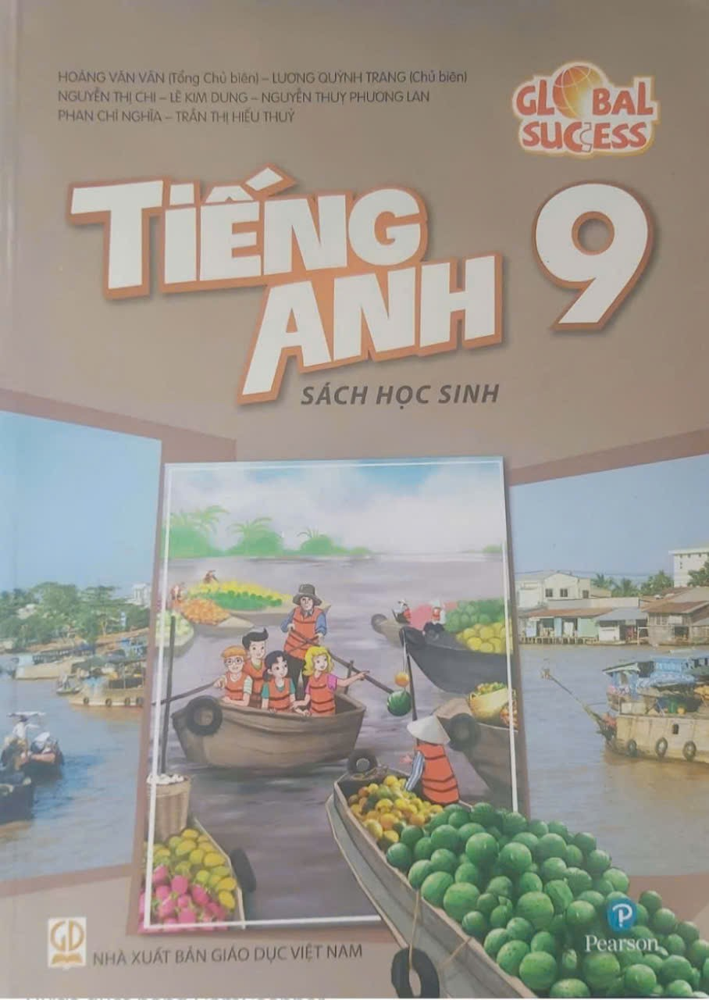 HOÀNG VĂN VÂN (Tổng Chủ biên) – LƯƠNG QUỲNH TRANG (Chủ biên)
NGUYỄN THỊ CHI – LÊ KIM DUNG – NGUYỄN THUỴ PHƯƠNG LAN
PHAN CHÍ NGHĨA – TRẦN THỊ HIẾU THUỶ
GLOBAL
SUCCESS
TIẾNG
ANH 9
SÁCH HỌC SINH
GD
NHÀ XUẤT BẢN GIÁO DỤC VIỆT NAM
P
Pearson